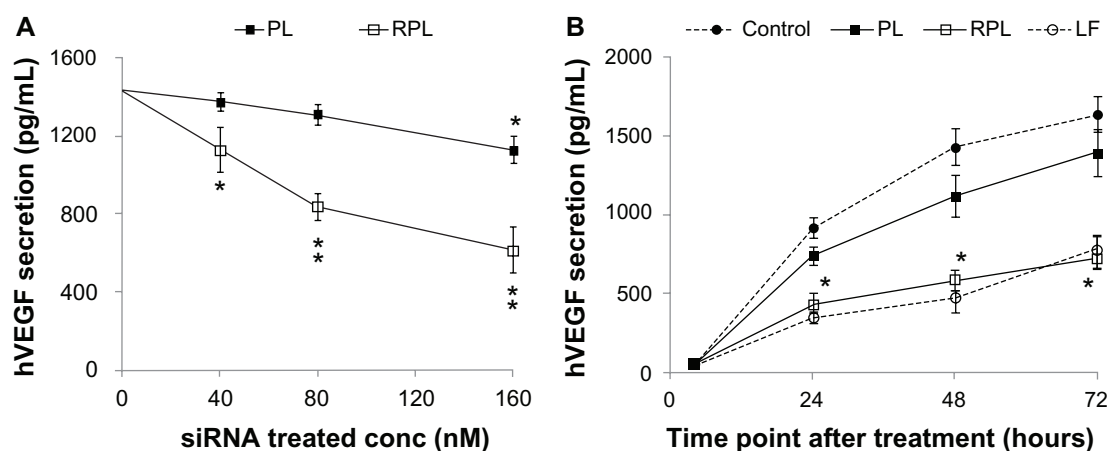 A
PL RPL
hVEGF secretion (pg/mL)
1600
1200
800
400
0
0 40 80 120 160
siRNA treated conc (nM)
*
*
*
*
*
*
B
Control PL RPL LF
hVEGF secretion (pg/mL)
2000
1500
1000
500
0
0 24 48 72
Time point after treatment (hours)
*
*
*